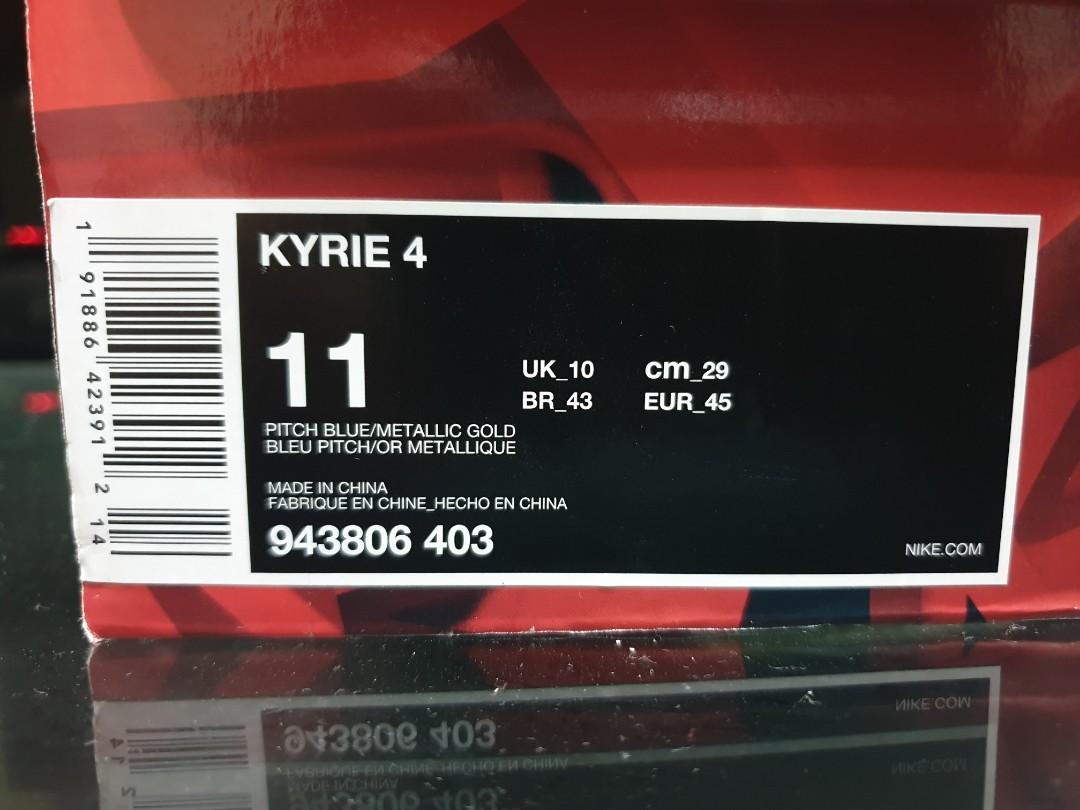 KYRIE 4
11
UK_10 cm_29
BR_43 EUR_45
PITCH BLUE/METALLIC GOLD
BLEU PITCH/OR METALLIQUE
MADE IN CHINA
FABRIQUE EN CHINE_HECHO EN CHINA
943806 403
NIKE.COM
1 91886 42391 2 14